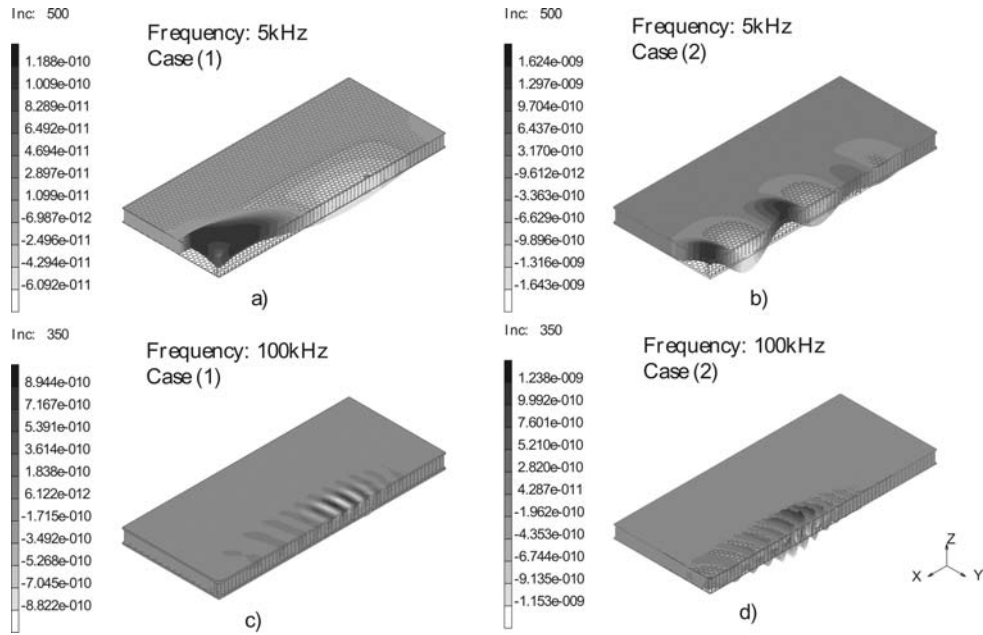 Inc: 500
Frequency: 5kHz
Case (1)
1.188e-010
1.009e-010
8.289e-011
6.492e-011
4.694e-011
2.897e-011
1.099e-011
-6.987e-012
-2.496e-011
-4.294e-011
-6.092e-011
a)
Inc: 500
Frequency: 5kHz
Case (2)
1.624e-009
1.297e-009
9.704e-010
6.437e-010
3.170e-010
-9.612e-012
-3.363e-010
-6.629e-010
-9.896e-010
-1.316e-009
-1.643e-009
b)
Inc: 350
Frequency: 100kHz
Case (1)
8.944e-010
7.167e-010
5.391e-010
3.614e-010
1.838e-010
6.122e-012
-1.715e-010
-3.492e-010
-5.268e-010
-7.045e-010
-8.822e-010
c)
Inc: 350
Frequency: 100kHz
Case (2)
1.238e-009
9.992e-010
7.601e-010
5.210e-010
2.820e-010
4.287e-011
-1.962e-010
-4.353e-010
-6.744e-010
-9.135e-010
-1.153e-009
d)
Z
X
Y